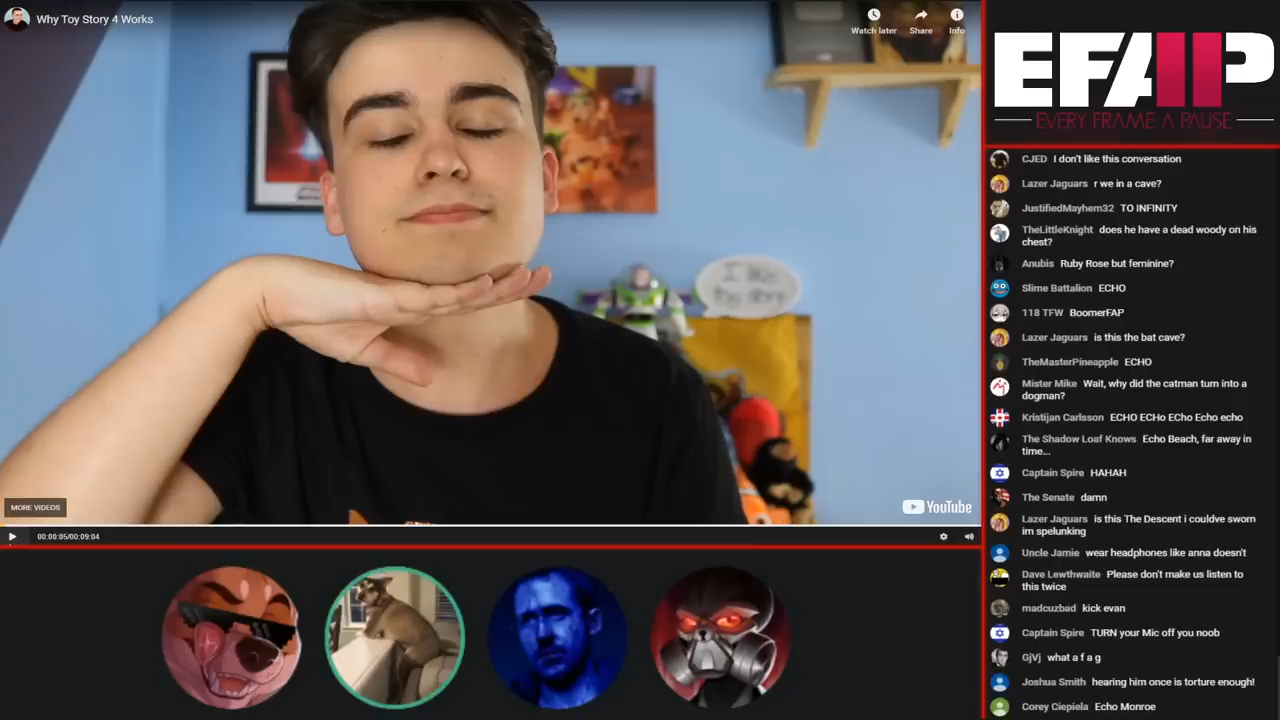 Why Toy Story 4 Works
Watch later
Share
Info
I like
toy story
MORE VIDEOS
YouTube
00:00:05/00:09:04
EFAP
EVERY FRAME A PAUSE
CJED I don't like this conversation
Lazer Jaguars r we in a cave?
JustifiedMayhem32 TO INFINITY
TheLittleKnight does he have a dead woody on his
chest?
Anubis Ruby Rose but feminine?
Slime Battalion ECHO
118 TFW BoomerFAP
Lazer Jaguars is this the bat cave?
TheMasterPineapple ECHO
Mister Mike Wait, why did the catman turn into a
dogman?
Kristijan Carlsson ECHO ECHo ECho Echo echo
The Shadow Loaf Knows Echo Beach, far away in
time...
Captain Spire HAHAH
The Senate damn
Lazer Jaguars is this The Descent i couldve sworn
im spelunking
Uncle Jamie wear headphones like anna doesn't
Dave Lewthwaite Please don't make us listen to
this twice
madcuzbad kick evan
Captain Spire TURN your Mic off you noob
GjVj what a f a g
Joshua Smith hearing him once is torture enough!
Corey Ciepiela Echo Monroe